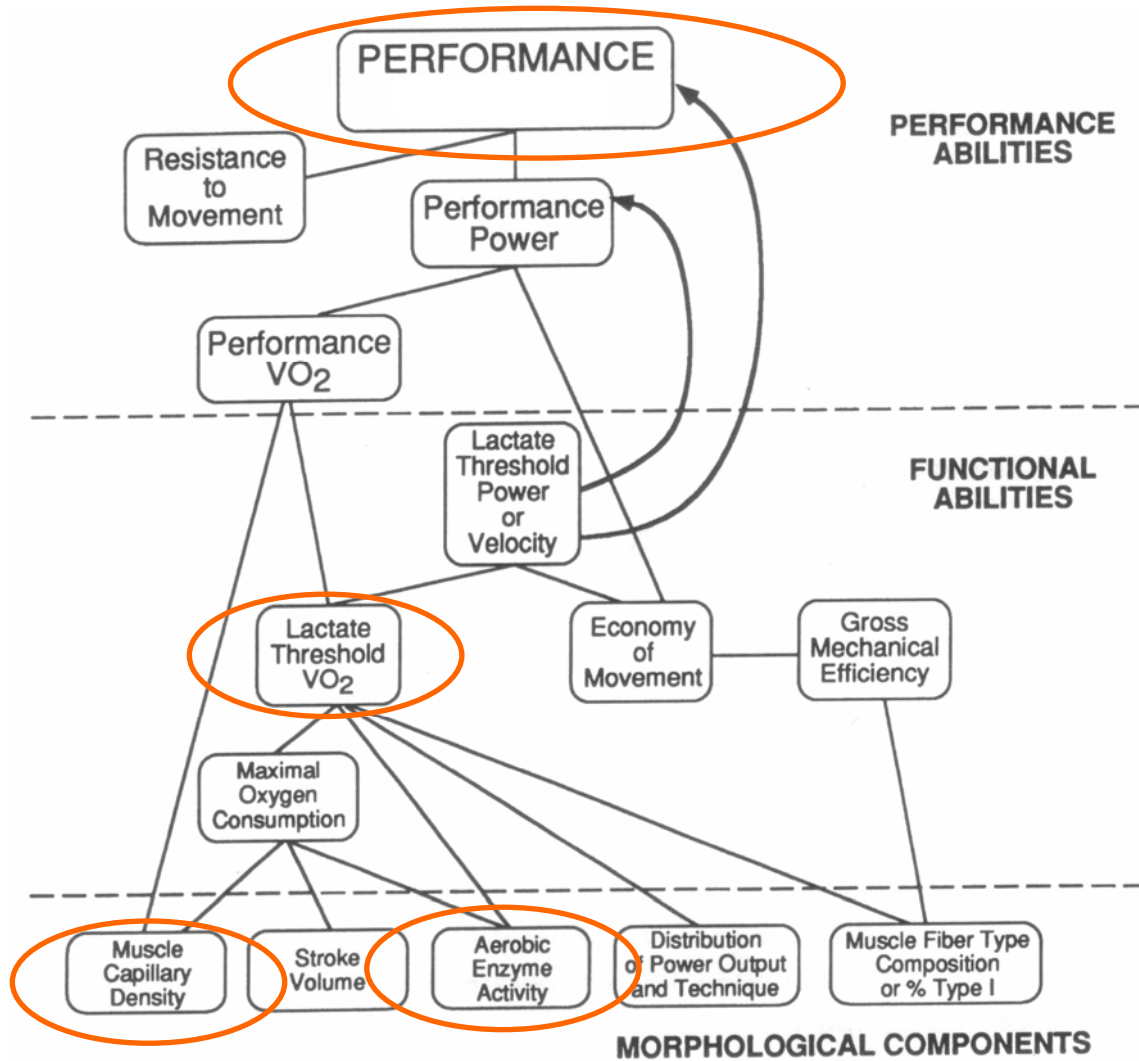 PERFORMANCE
PERFORMANCE
ABILITIES
Resistance
to
Movement
Performance
Power
Performance
VO2
Lactate
Threshold
Power
or
Velocity
FUNCTIONAL
ABILITIES
Lactate
Threshold
VO2
Economy
of
Movement
Gross
Mechanical
Efficiency
Maximal
Oxygen
Consumption
Muscle
Capillary
Density
Stroke
Volume
Aerobic
Enzyme
Activity
Distribution
of Power Output
and Technique
Muscle Fiber Type
Composition
or % Type I
MORPHOLOGICAL COMPONENTS